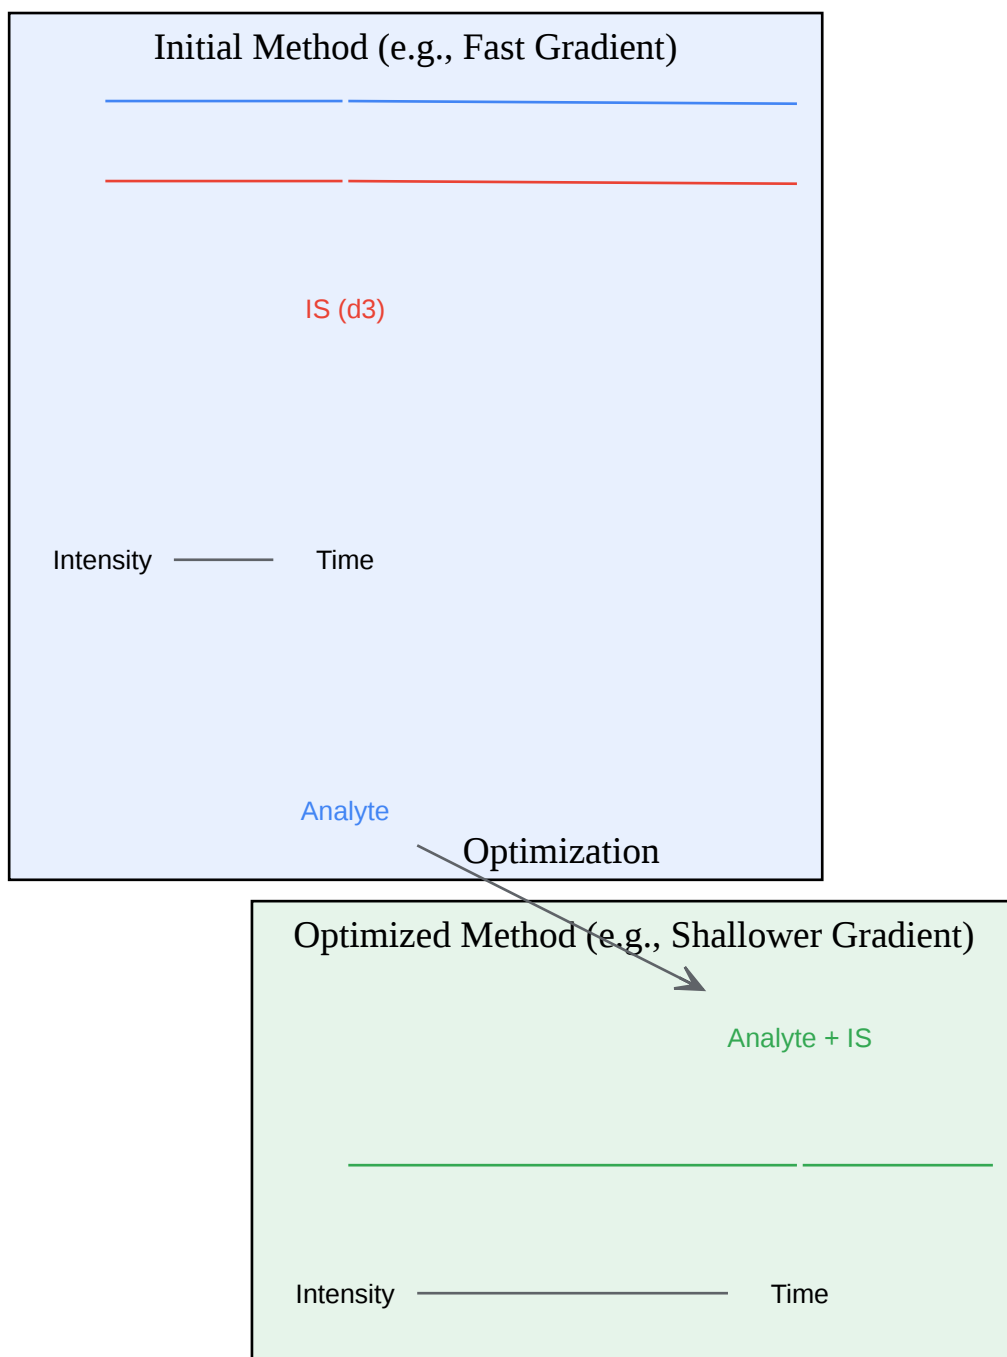 Initial Method (e.g., Fast Gradient)
IS (d3)
Intensity
Time
Analyte
Optimization
Optimized Method (e.g., Shallower Gradient)
Analyte + IS
Intensity
Time